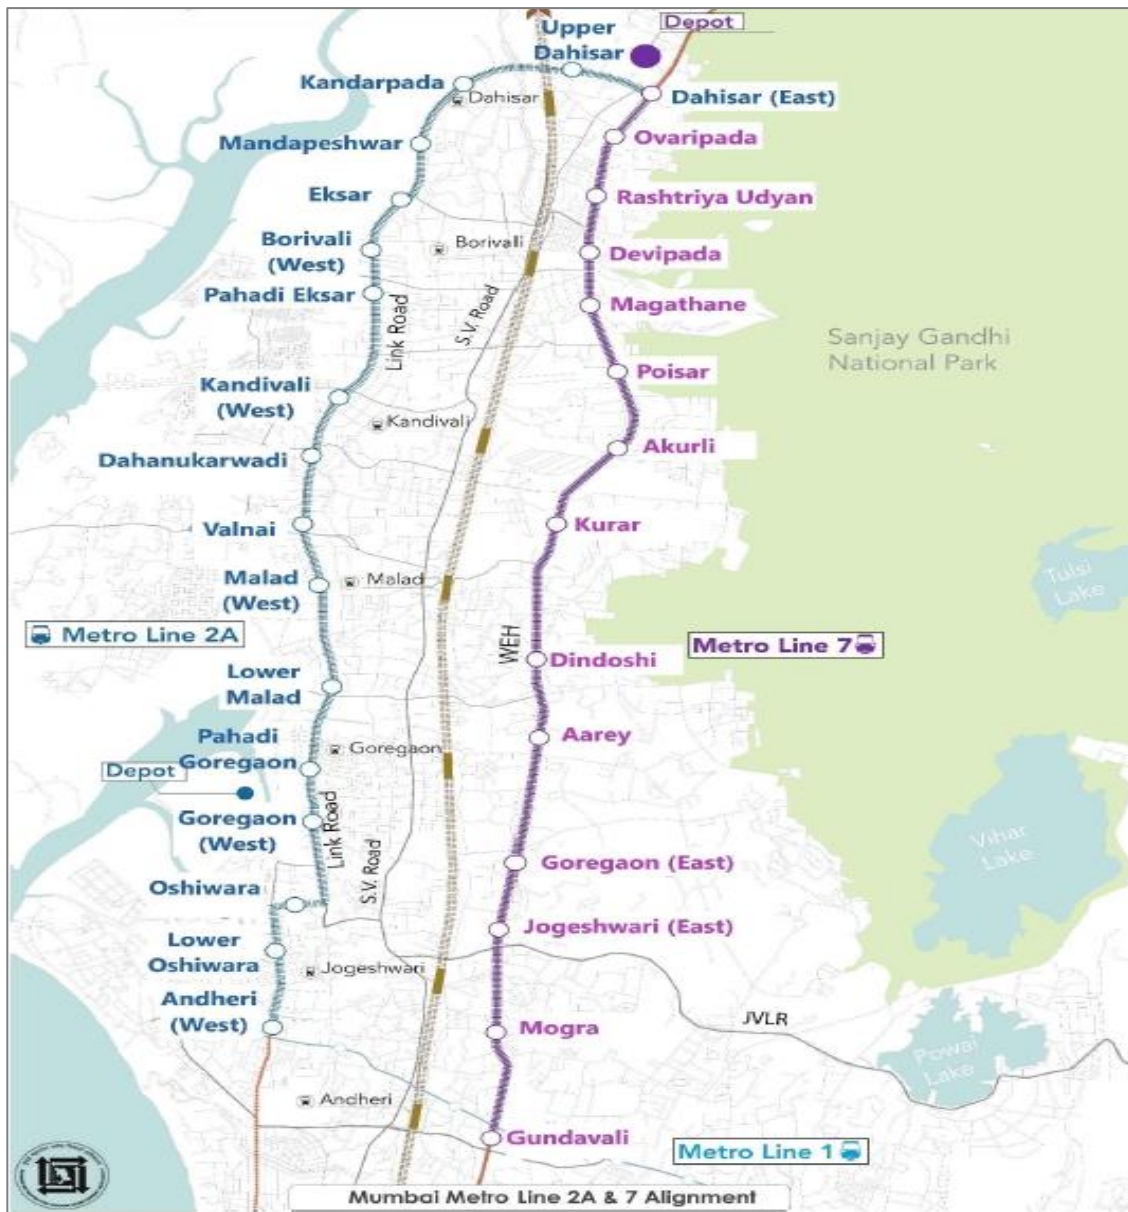 Depot
Upper
Dahisar
Kandarpada
Dahisar
Dahisar (East)
Mandapeshwar
Ovaripada
Eksar
Rashtriya Udyan
Borivali
(West)
Borivali
Devipada
Pahadi Eksar
Magathane
Link Road
S.V. Road
Sanjay Gandhi
National Park
Kandivali
(West)
Poisar
Kandivali
Dahanukarwadi
Akurli
Valnai
Kurar
Malad
(West)
Malad
Tulsi
Lake
Metro Line 2A
WEH
Metro Line 7
Dindoshi
Lower
Malad
Pahadi
Goregaon
Goregaon
Aarey
Depot
Goregaon
(West)
Link Road
S.V. Road
Vihar
Lake
Goregaon (East)
Oshiwara
Jogeshwari (East)
Lower
Oshiwara
Jogeshwari
Andheri
(West)
Mogra
JVLR
Powai
Lake
Andheri
Gundavali
Metro Line 1
Mumbai Metro Line 2A & 7 Alignment